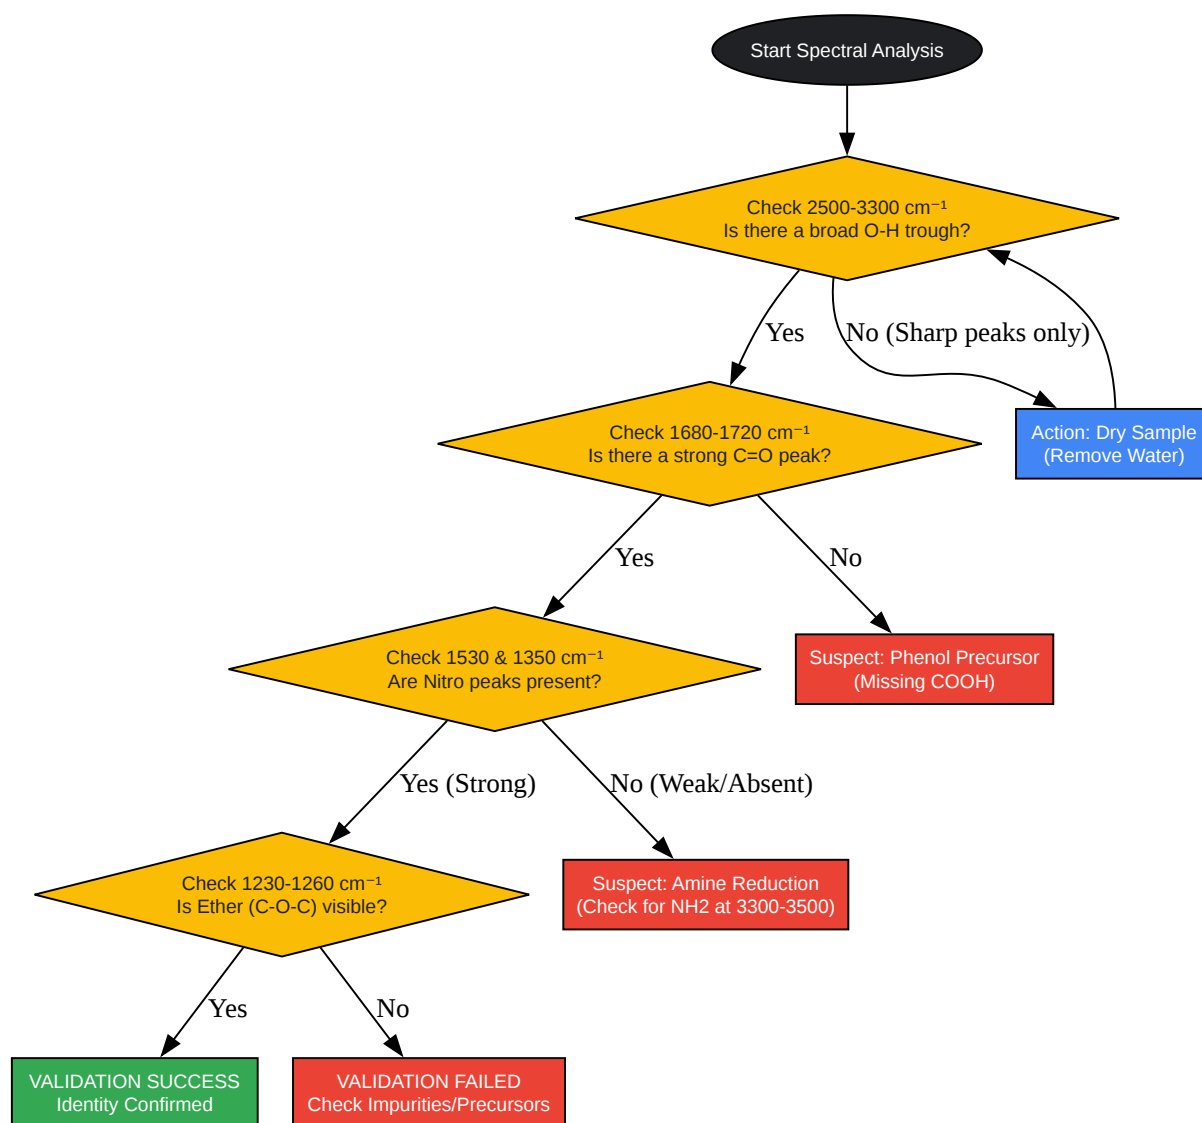 Start Spectral Analysis
Check 2500-3300 cm⁻¹
Is there a broad O-H trough?
Yes
No (Sharp peaks only)
Check 1680-1720 cm⁻¹
Is there a strong C=O peak?
Action: Dry Sample
(Remove Water)
Yes
No
Check 1530 & 1350 cm⁻¹
Are Nitro peaks present?
Suspect: Phenol Precursor
(Missing COOH)
Yes (Strong)
No (Weak/Absent)
Check 1230-1260 cm⁻¹
Is Ether (C-O-C) visible?
Suspect: Amine Reduction
(Check for NH2 at 3300-3500)
Yes
No
VALIDATION SUCCESS
Identity Confirmed
VALIDATION FAILED
Check Impurities/Precursors